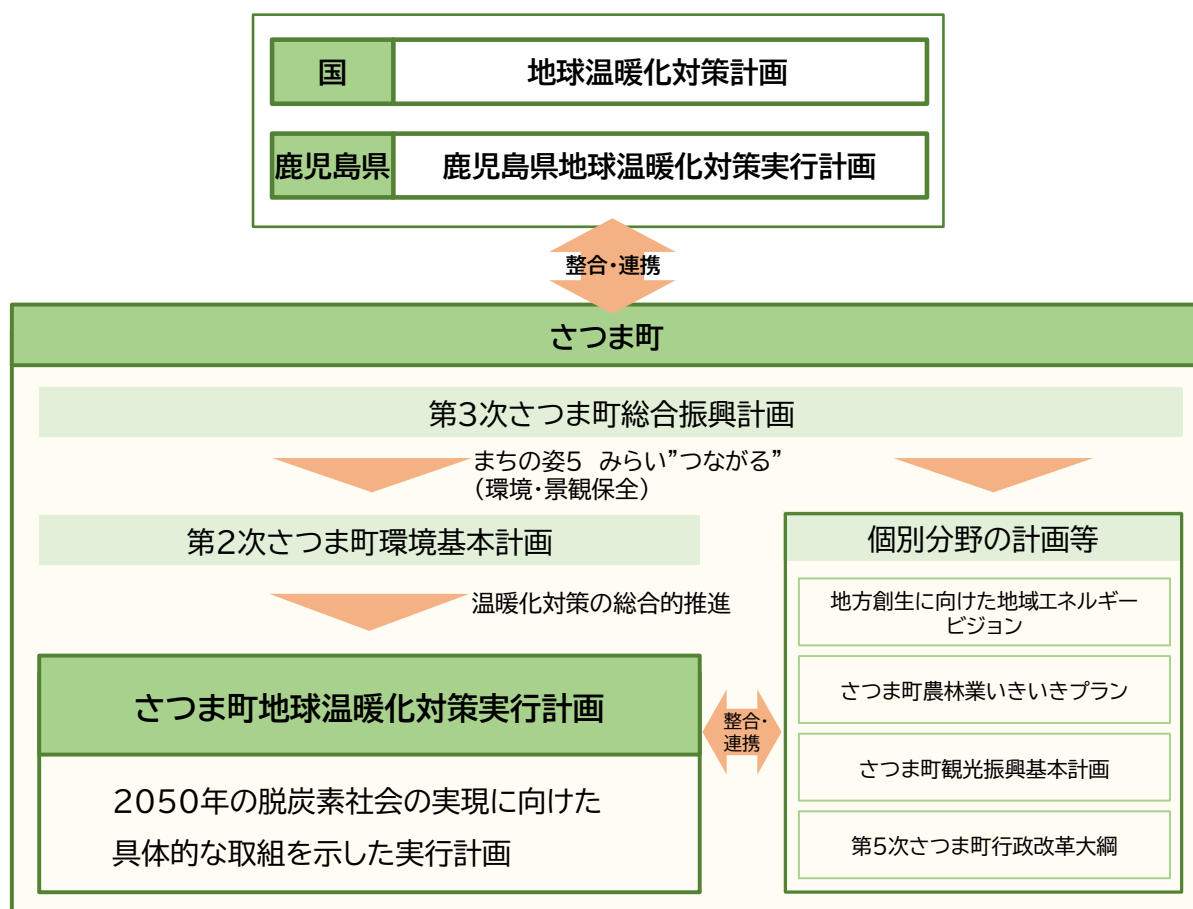 国
地球温暖化対策計画
鹿児島県
鹿児島県地球温暖化対策実行計画
整合・連携
さつま町
第3次さつま町総合振興計画
まちの姿5 みらい”つながる”
（環境・景観保全）
第2次さつま町環境基本計画
温暖化対策の総合的推進
さつま町地球温暖化対策実行計画
2050年の脱炭素社会の実現に向けた
具体的な取組を示した実行計画
整合・
連携
個別分野の計画等
地方創生に向けた地域エネルギー
ビジョン
さつま町農林業いきいきプラン
さつま町観光振興基本計画
第5次さつま町行政改革大綱